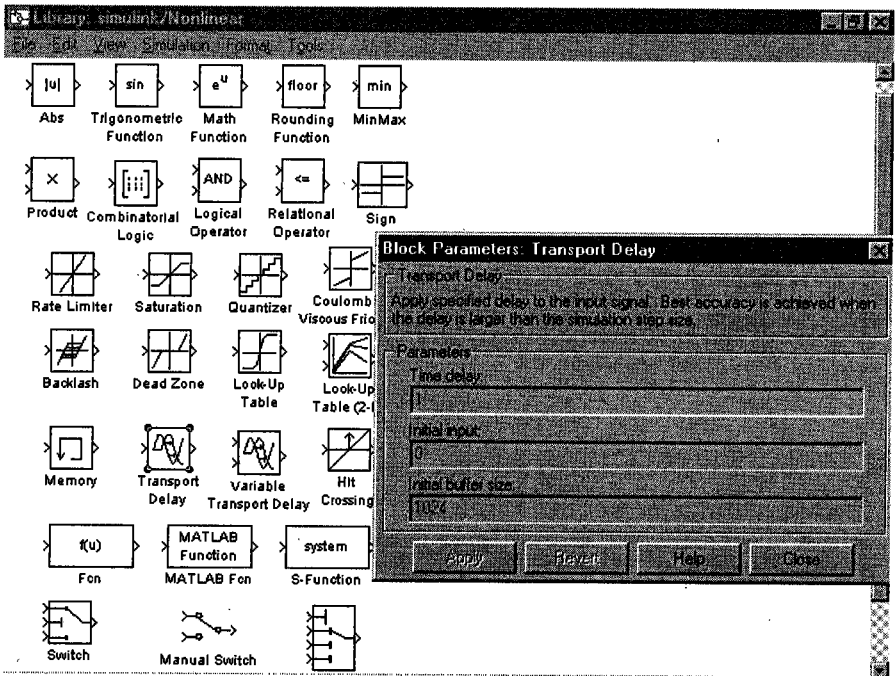 Library: simulink/Nonlinear
File Edit View Simulation Format Tools
|u| sin e^u floor min
Abs Trigonometric Function Math Function Rounding Function MinMax
× [:::] AND <=
Product Combinatorial Logic Logical Operator Relational Operator Sign
Rate Limiter Saturation Quantizer Coulomb Viscous Frio
Backlash Dead Zone Look-Up Table Look-Up Table (2-
Memory Transport Delay Variable Transport Delay Hit Crossing
f(u) MATLAB Function system
Fcn MATLAB Fcn S-Function
Switch Manual Switch
Block Parameters: Transport Delay
Transport Delay
Apply specified delay to the input signal. Best accuracy is achieved when
the delay is larger than the simulation step size.
Parameters
Time delay:
1
Initial input:
0
Initial buffer size:
1024
Apply Revert Help Close